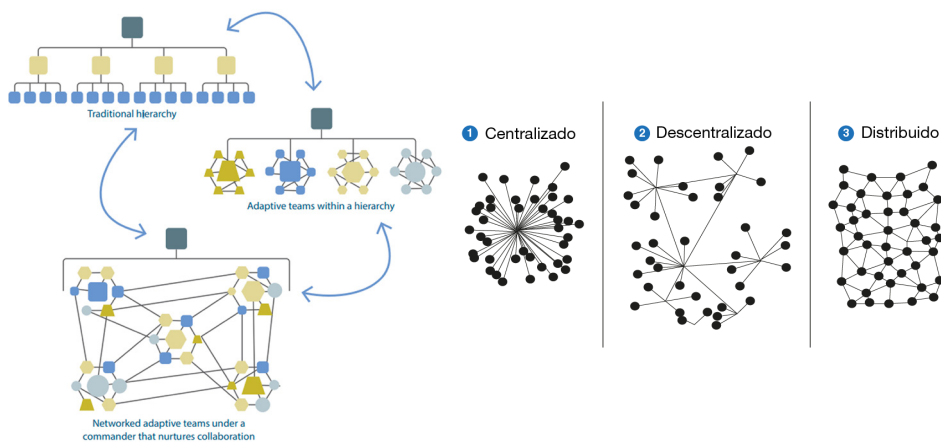 Traditional hierarchy
Adaptive teams within a hierarchy
Networked adaptive teams under a
commander that nurtures collaboration
1 Centralizado
2 Descentralizado
3 Distribuido